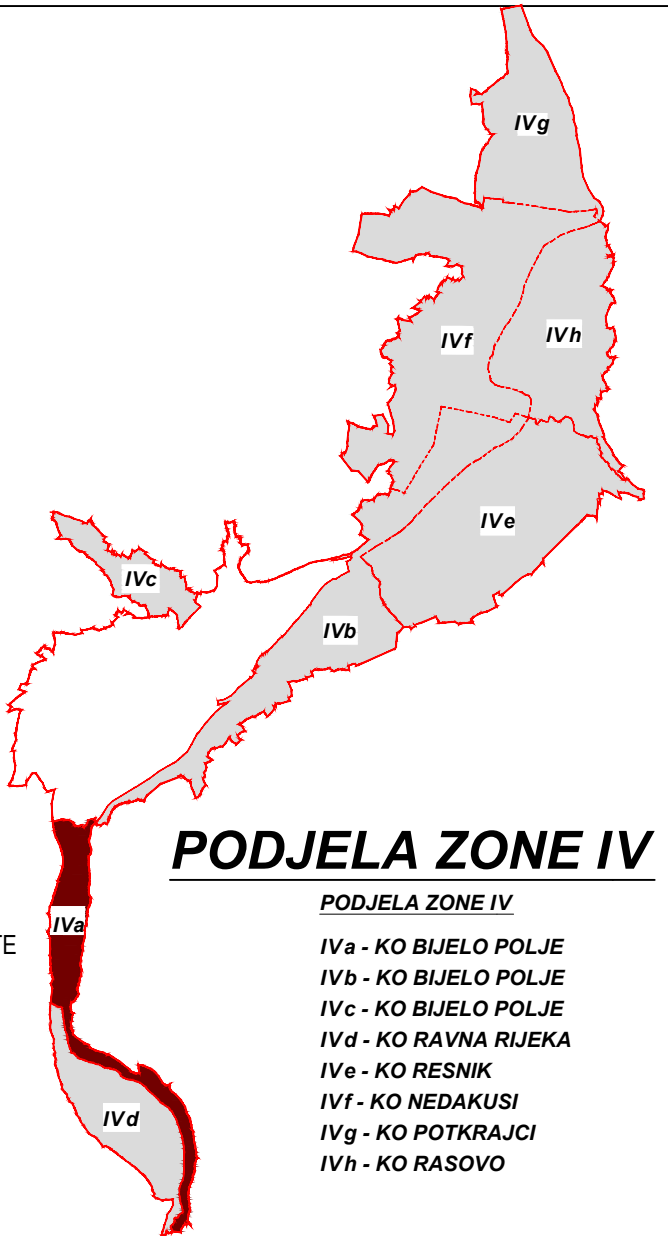 IVg
IVf
IVh
IVe
IVc
IVb
PODJELA ZONE IV
PODJELA ZONE IV
IVa
TE
IVa - KO BIJELO POLJE
IVb - KO BIJELO POLJE
IVc - KO BIJELO POLJE
IVd - KO RAVNA RIJEKA
IVe - KO RESNIK
IVf - KO NEDAKUSI
IVg - KO POTKRAJCI
IVh - KO RASOVO
IVd